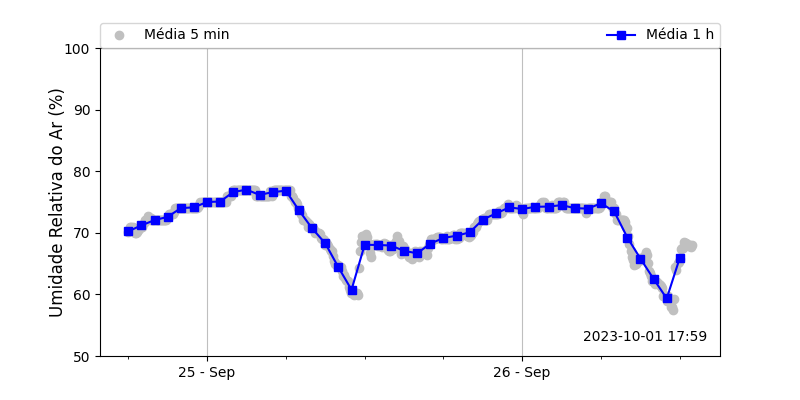 Média 5 min
Média 1 h
Umidade Relativa do Ar (%)
100
90
80
70
60
50
2023-10-01 17:59
25 - Sep
26 - Sep